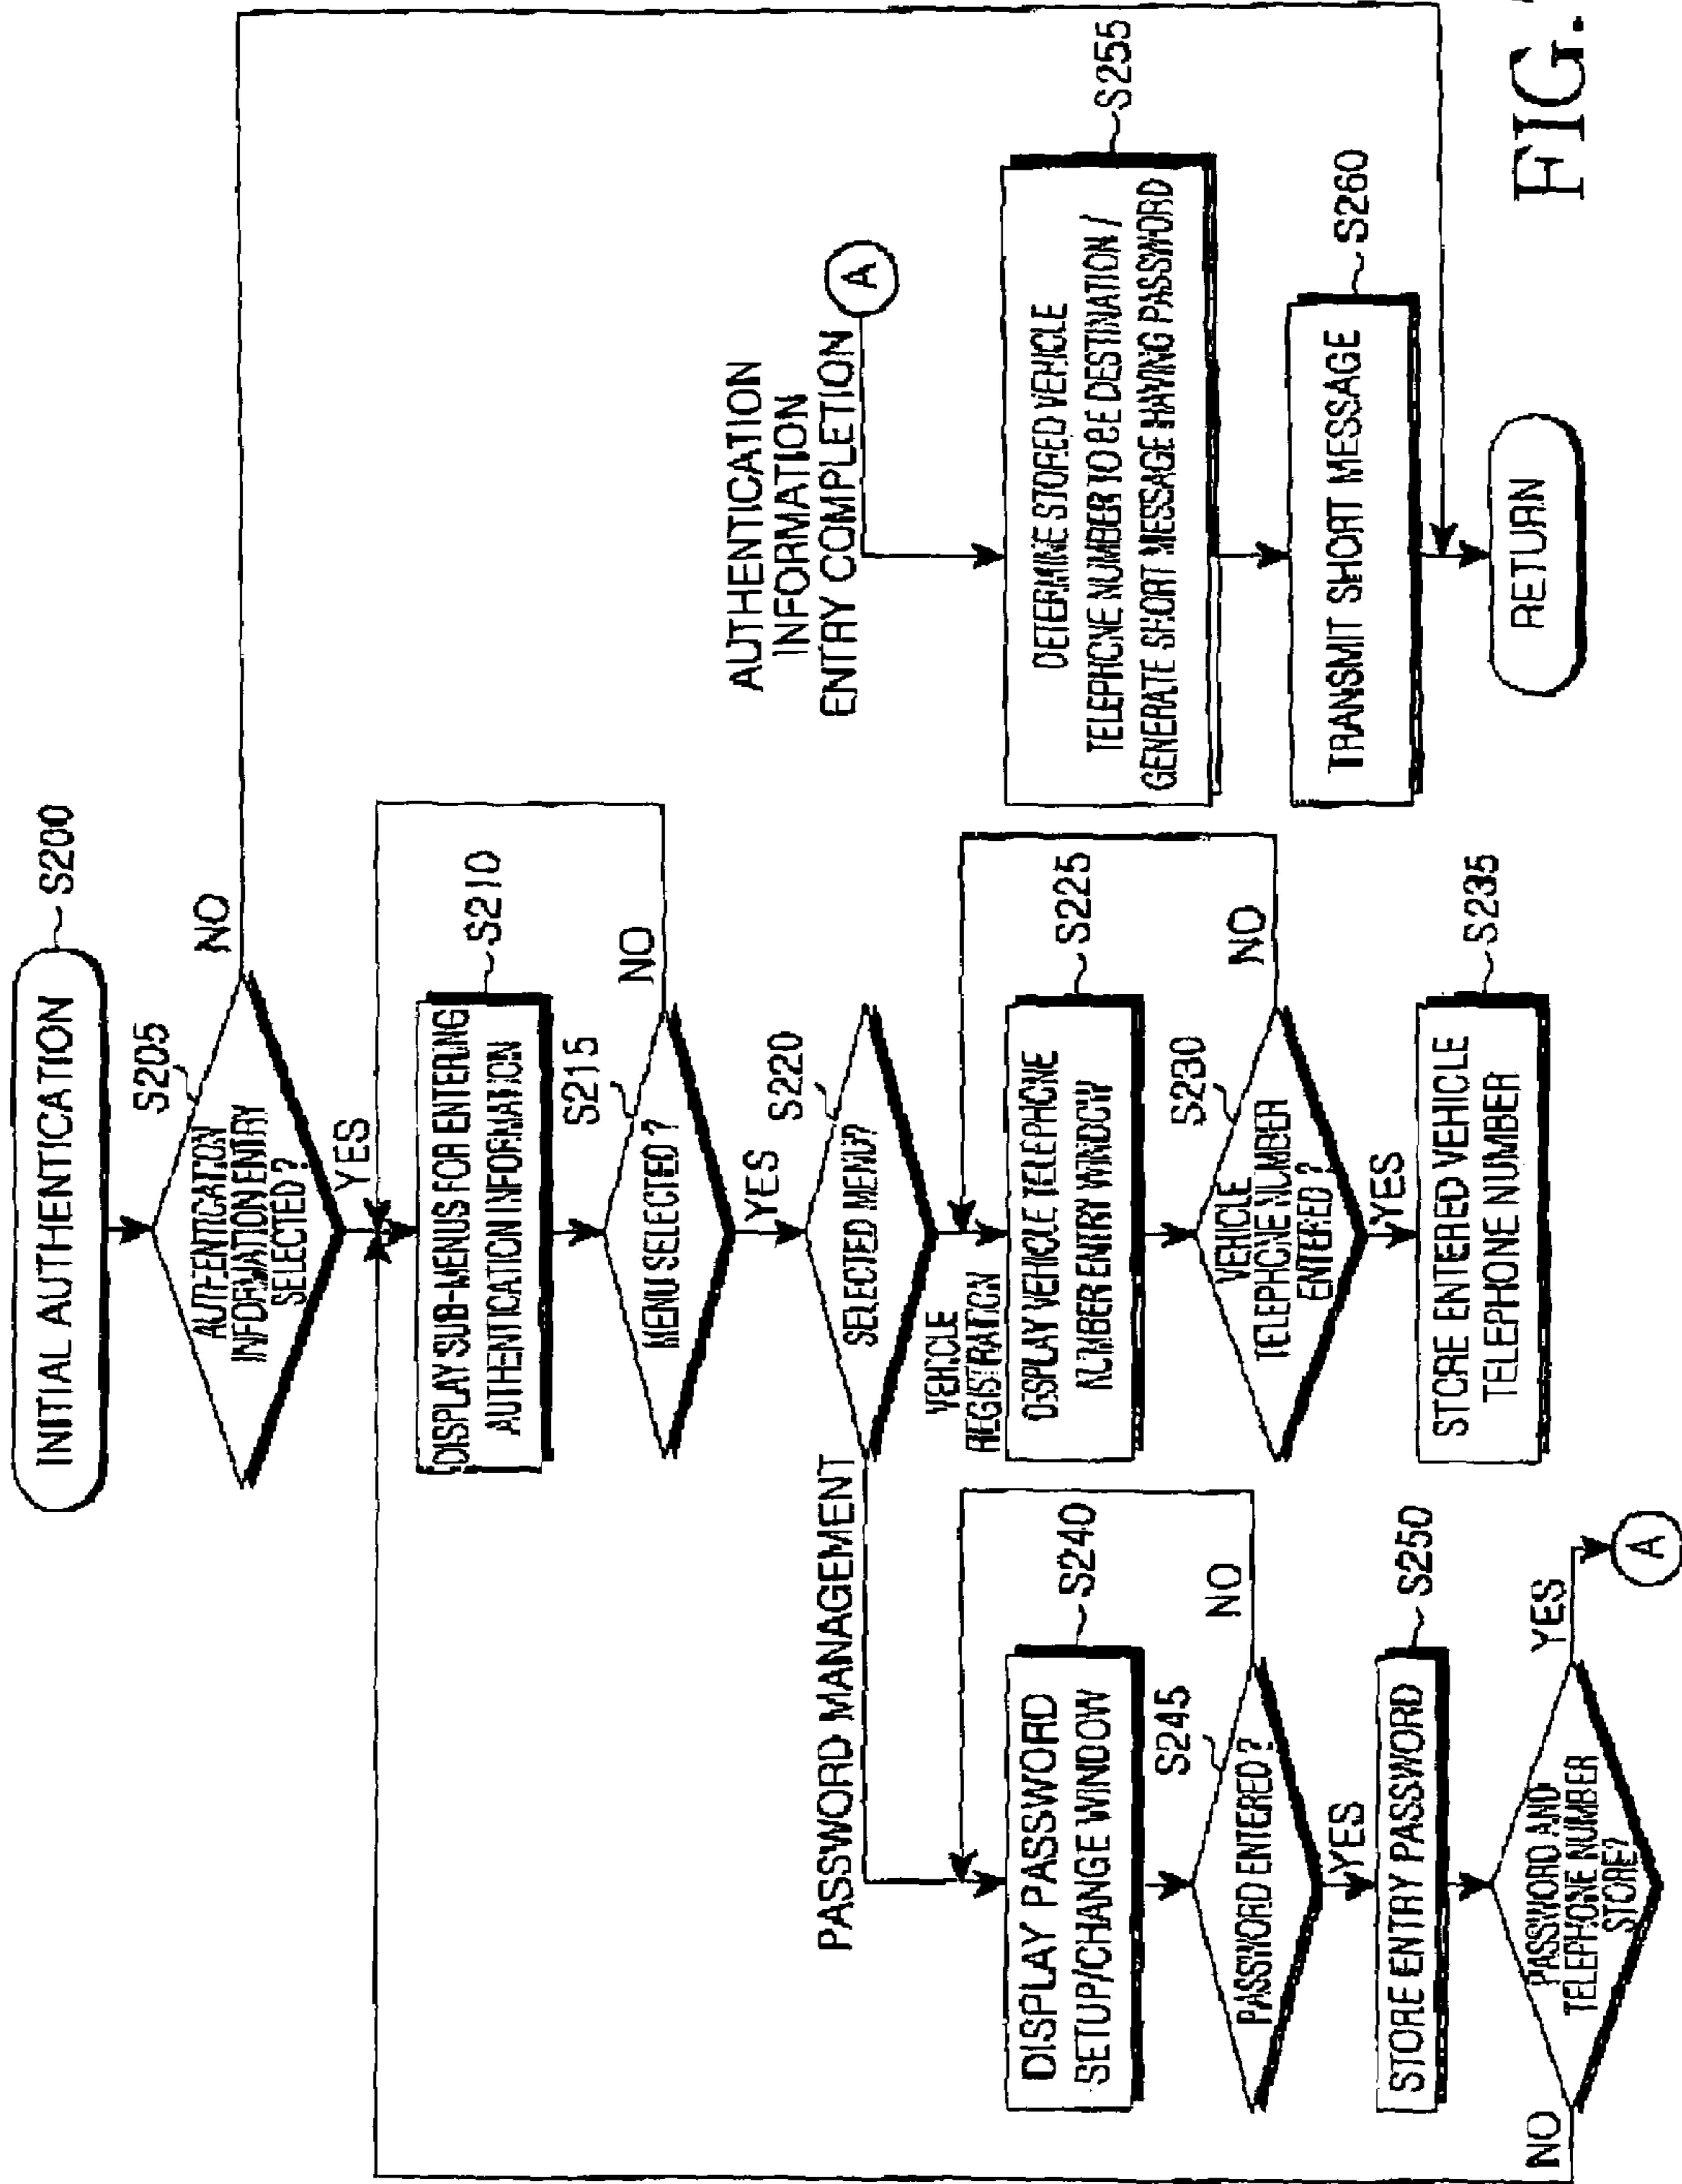 INITIAL AUTHENTICATION
S200
S205
AUTHENTICATION
INFORMATION ENTRY
SELECTED ?
NO
YES
DISPLAY SUB-MENUS FOR ENTERING
AUTHENTICATION INFORMATION
S210
S215
MENU SELECTED ?
NO
YES
S220
SELECTED MENU?
PASSWORD MANAGEMENT
VEHICLE
REGISTRATION
DISPLAY PASSWORD
SETUP/CHANGE WINDOW
S240
S245
PASSWORD ENTERED ?
NO
YES
STORE ENTRY PASSWORD
S250
PASSWORD AND
TELEPHONE NUMBER
STORE?
NO
YES
A
DISPLAY VEHICLE TELEPHONE
NUMBER ENTRY WINDOW
S225
S230
VEHICLE
TELEPHONE NUMBER
ENTERED ?
NO
YES
STORE ENTERED VEHICLE
TELEPHONE NUMBER
S235
AUTHENTICATION
INFORMATION
ENTRY COMPLETION
A
DETERMINE STORED VEHICLE
TELEPHONE NUMBER TO BE DESTINATION /
GENERATE SHORT MESSAGE HAVING PASSWORD
S255
TRANSMIT SHORT MESSAGE
S260
RETURN
FIG.